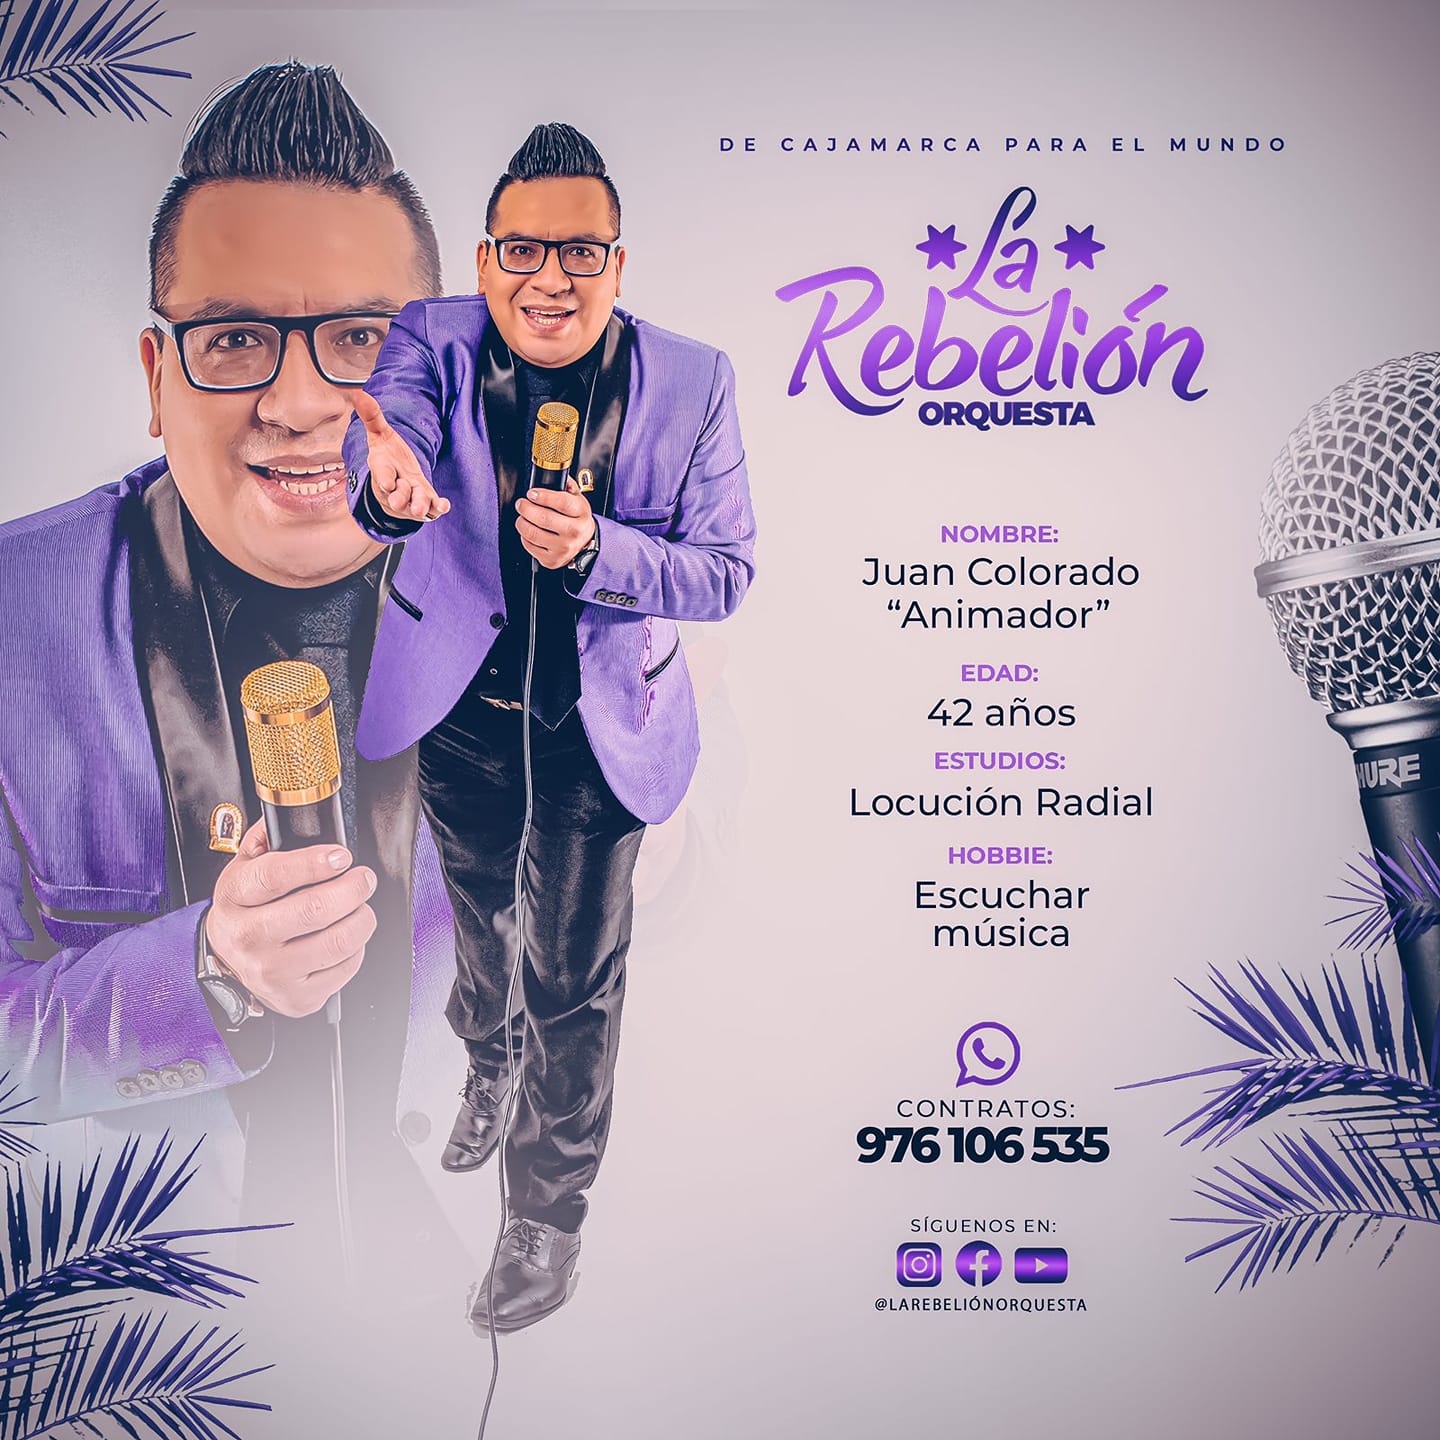 DE CAJAMARCA PARA EL MUNDO
La
Rebelión
ORQUESTA
NOMBRE:
Juan Colorado
“Animador”
EDAD:
42 años
ESTUDIOS:
Locución Radial
HOBBIE:
Escuchar
música
HURE
CONTRATOS:
976 106 535
SÍGUENOS EN:
@LAREBELIÓNORQUESTA